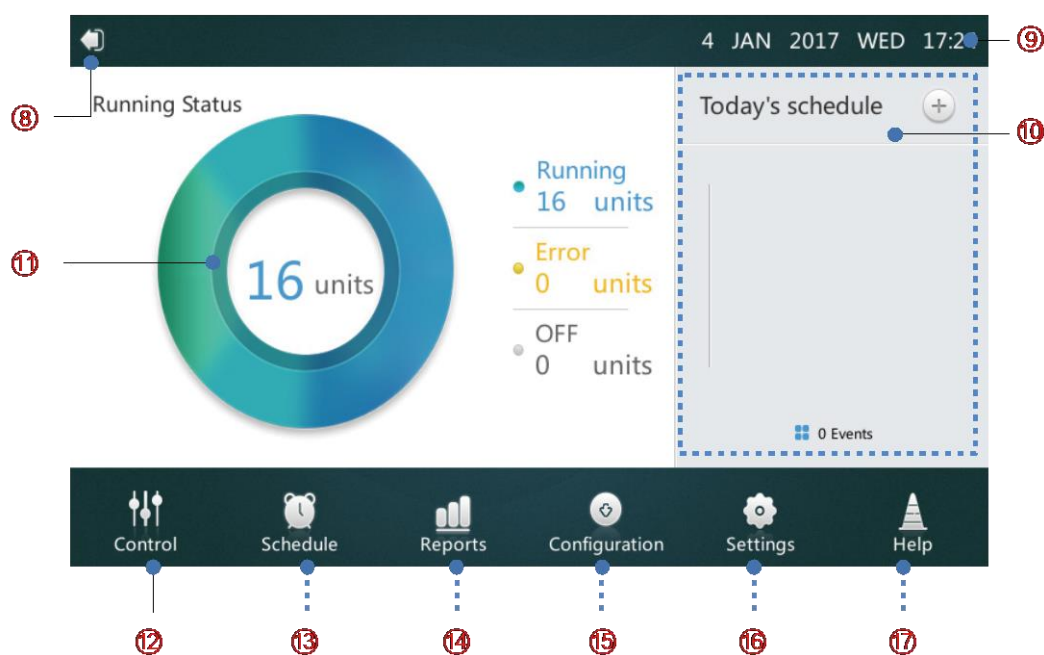 4 JAN 2017 WED 17:2
⑨
⑧
Running Status
Today's schedule
⑩
Running
16 units
Error
0 units
⑪
16 units
OFF
0 units
0 Events
Control
Schedule
Reports
Configuration
Settings
Help
⑫
⑬
⑭
⑮
⑯
⑰